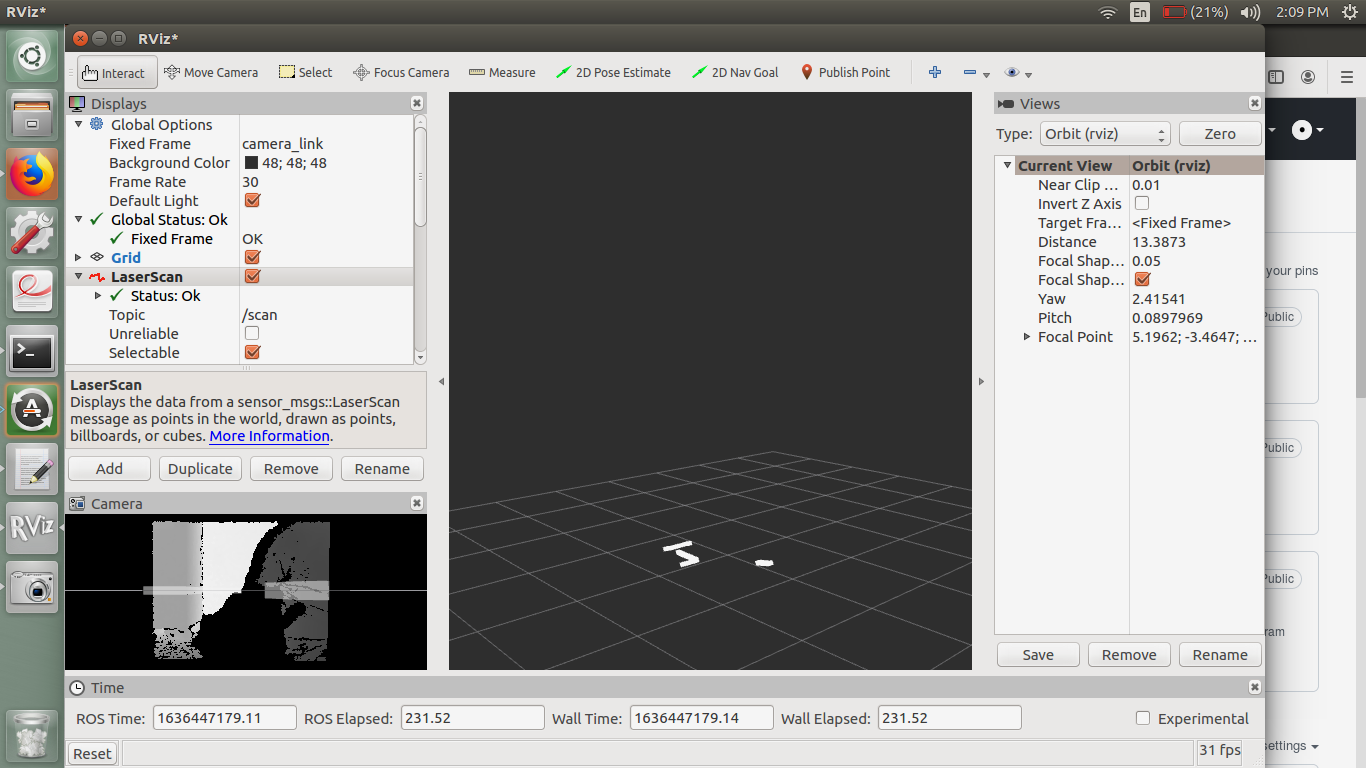 RViz*
En
(21%)
2:09 PM
RViz*
Interact
Move Camera
Select
Focus Camera
Measure
2D Pose Estimate
2D Nav Goal
Publish Point
Displays
Global Options
Fixed Frame camera_link
Background Color 48; 48; 48
Frame Rate 30
Default Light
Global Status: Ok
Fixed Frame OK
Grid
LaserScan
Status: Ok
Topic /scan
Unreliable
Selectable
LaserScan
Displays the data from a sensor_msgs::LaserScan
message as points in the world, drawn as points,
billboards, or cubes. More Information.
Add Duplicate Remove Rename
Camera
Views
Type: Orbit (rviz) Zero
Current View Orbit (rviz)
Near Clip ... 0.01
Invert Z Axis
Target Fra... <Fixed Frame>
Distance 13.3873
Focal Shap... 0.05
Focal Shap...
Yaw 2.41541
Pitch 0.0897969
Focal Point 5.1962; -3.4647; ...
Save Remove Rename
your pins
Public
Public
Public
ram
settings
RViz
Time
ROS Time: 1636447179.11 ROS Elapsed: 231.52 Wall Time: 1636447179.14 Wall Elapsed: 231.52 Experimental
Reset
31 fps